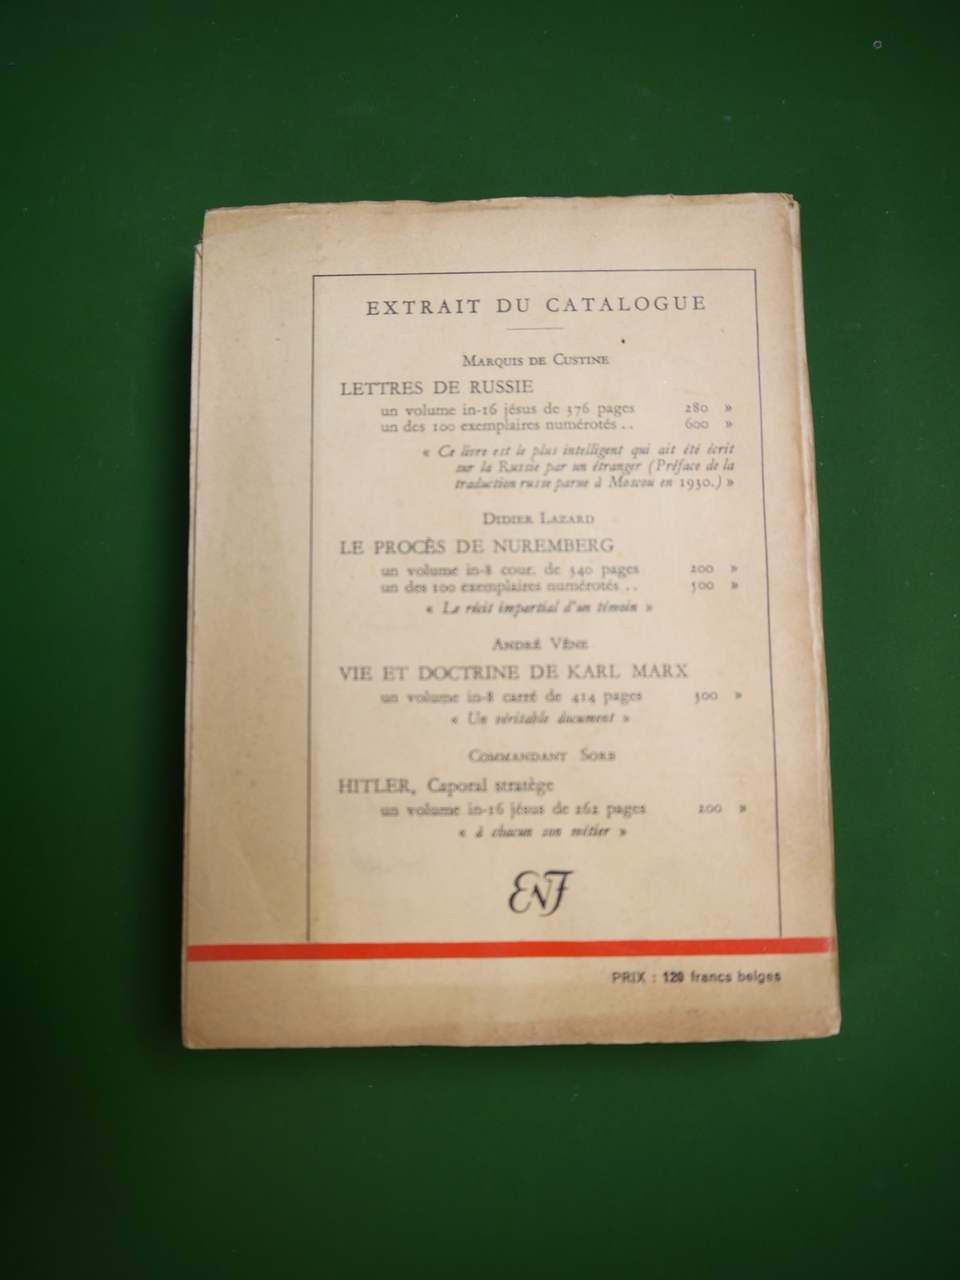 EXTRAIT DU CATALOGUE
MARQUIS DE CUSTINE
LETTRES DE RUSSIE
un volume in-16 jésus de 376 pages 280 »
un des 100 exemplaires numérotés .. 600 »
« Ce livre est le plus intelligent qui ait été écrit
sur la Russie par un étranger (Préface de la
traduction russe parue à Moscou en 1930.) »
DIDIER LAZARD
LE PROCÈS DE NUREMBERG
un volume in-8 cour. de 340 pages 200 »
un des 100 exemplaires numérotés .. 500 »
« Le récit impartial d'un témoin »
ANDRÉ VÈNE
VIE ET DOCTRINE DE KARL MARX
un volume in-8 carré de 414 pages 300 »
« Un véritable document »
COMMANDANT SORB
HITLER, Caporal stratège
un volume in-16 jésus de 262 pages 200 »
« à chacun son métier »
ENF
PRIX : 120 francs belges